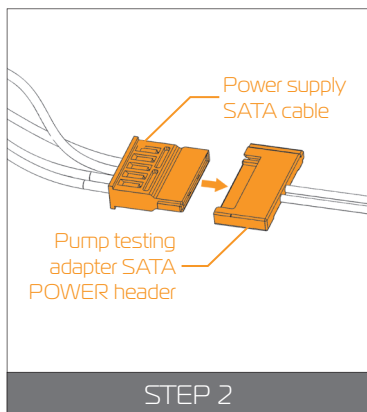 Power supply
SATA cable
Pump testing
adapter SATA
POWER header
STEP 2